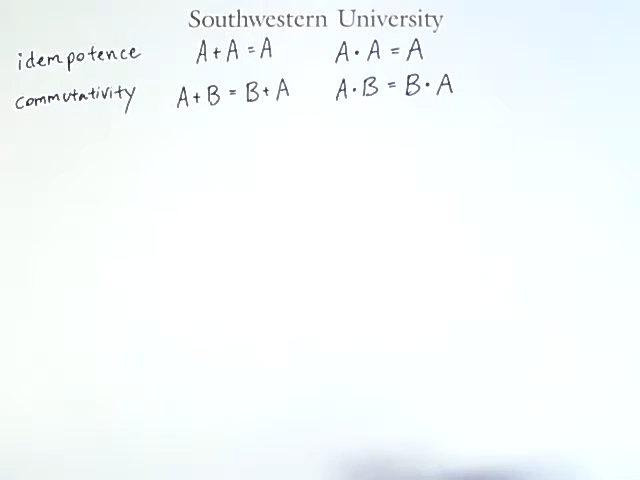 Southwestern University
idempotence A + A = A A · A = A
commutativity A + B = B + A A · B = B · A